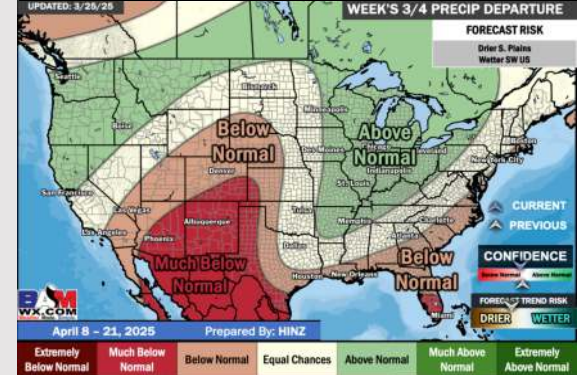 UPDATED: 3/25/25
WEEK'S 3/4 PRECIP DEPARTURE
FORECAST RISK
Drier S. Plains
Wetter SW US
Seattle
Bismarck
Minneapolis
Boise
Below
Normal
Above
Normal
Des Moines
Chicago
Cleveland
Boston
New York City
Indianapolis
Denver
St. Louis
San Francisco
Las Vegas
CURRENT
PREVIOUS
Los Angeles
Phoenix
Albuquerque
Tulsa
Memphis
Charlotte
Atlanta
Dallas
Much Below
Normal
Houston
New Orleans
Below
Normal
Miami
CONFIDENCE
Below Normal
Above Normal
FORECAST TREND RISK
DRIER
WETTER
BAM
WX.COM
April 8 – 21, 2025
Prepared By: HINZ
Extremely
Below Normal
Much Below
Normal
Below Normal
Equal Chances
Above Normal
Much Above
Normal
Extremely
Above Normal